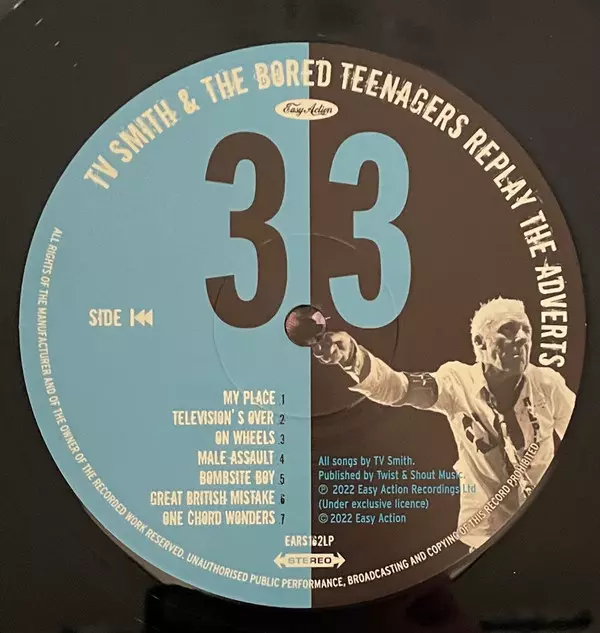 TV SMITH & THE BORED TEENAGERS REPLAY THE ADVERTS
Easy Action
33
SIDE
MY PLACE 1
TELEVISION'S OVER 2
ON WHEELS 3
MALE ASSAULT 4
BOMBSITE BOY 5
GREAT BRITISH MISTAKE 6
ONE CHORD WONDERS 7
All songs by TV Smith.
Published by Twist & Shout Music.
℗ 2022 Easy Action Recordings Ltd
(Under exclusive licence)
© 2022 Easy Action
EARS162LP
STEREO
ALL RIGHTS OF THE MANUFACTURER AND OF THE OWNER OF THE RECORDED WORK RESERVED. UNAUTHORISED PUBLIC PERFORMANCE, BROADCASTING AND COPYING OF THIS RECORD PROHIBITED